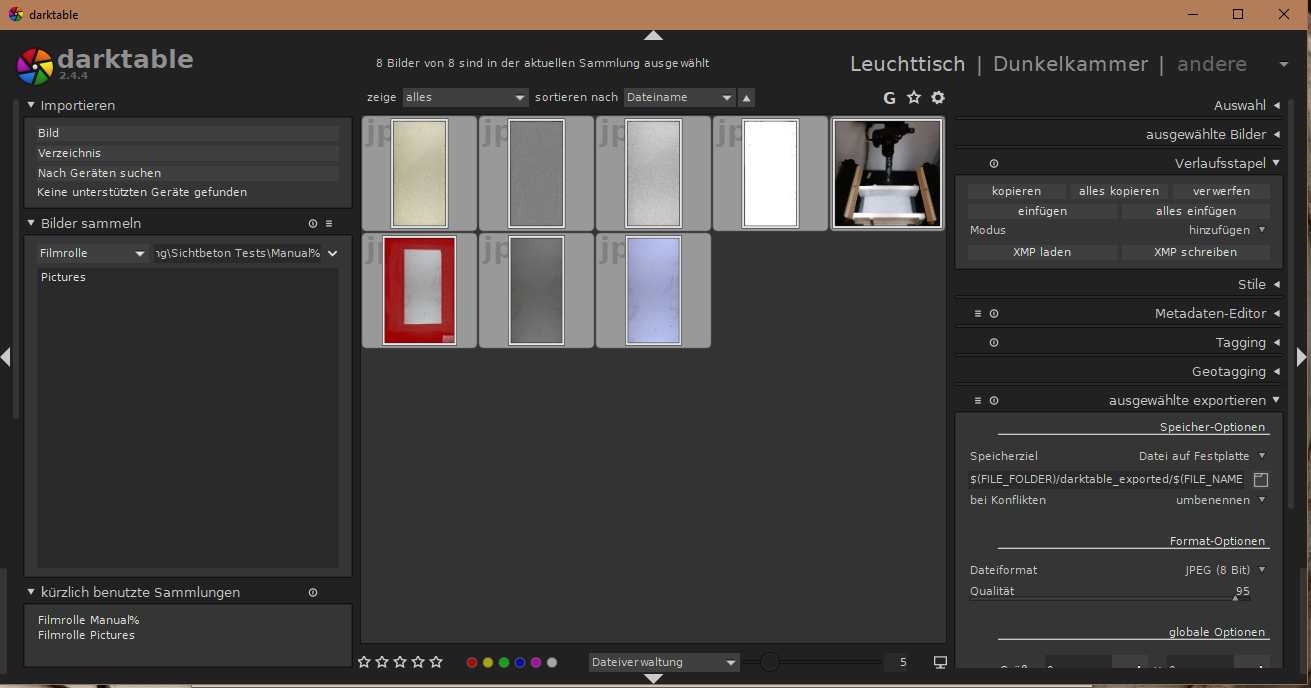 darktable
darktable
2.4.4
8 Bilder von 8 sind in der aktuellen Sammlung ausgewählt
Leuchttisch | Dunkelkammer | andere
zeige alles sortieren nach Dateiname
G
Importieren
Bild
Verzeichnis
Nach Geräten suchen
Keine unterstützten Geräte gefunden
Bilder sammeln
Filmrolle ng\Sichtbeton Tests\Manual%
Pictures
kürzlich benutzte Sammlungen
Filmrolle Manual%
Filmrolle Pictures
jp
jp
jp
jp
jp
jp
jp
Dateiverwaltung
5
Auswahl
ausgewählte Bilder
Verlaufsstapel
kopieren alles kopieren verwerfen
einfügen alles einfügen
Modus hinzufügen
XMP laden XMP schreiben
Stile
Metadaten-Editor
Tagging
Geotagging
ausgewählte exportieren
Speicher-Optionen
Speicherziel Datei auf Festplatte
$(FILE_FOLDER)/darktable_exported/$(FILE_NAME
bei Konflikten umbenennen
Format-Optionen
Dateiformat JPEG (8 Bit)
Qualität 95
globale Optionen